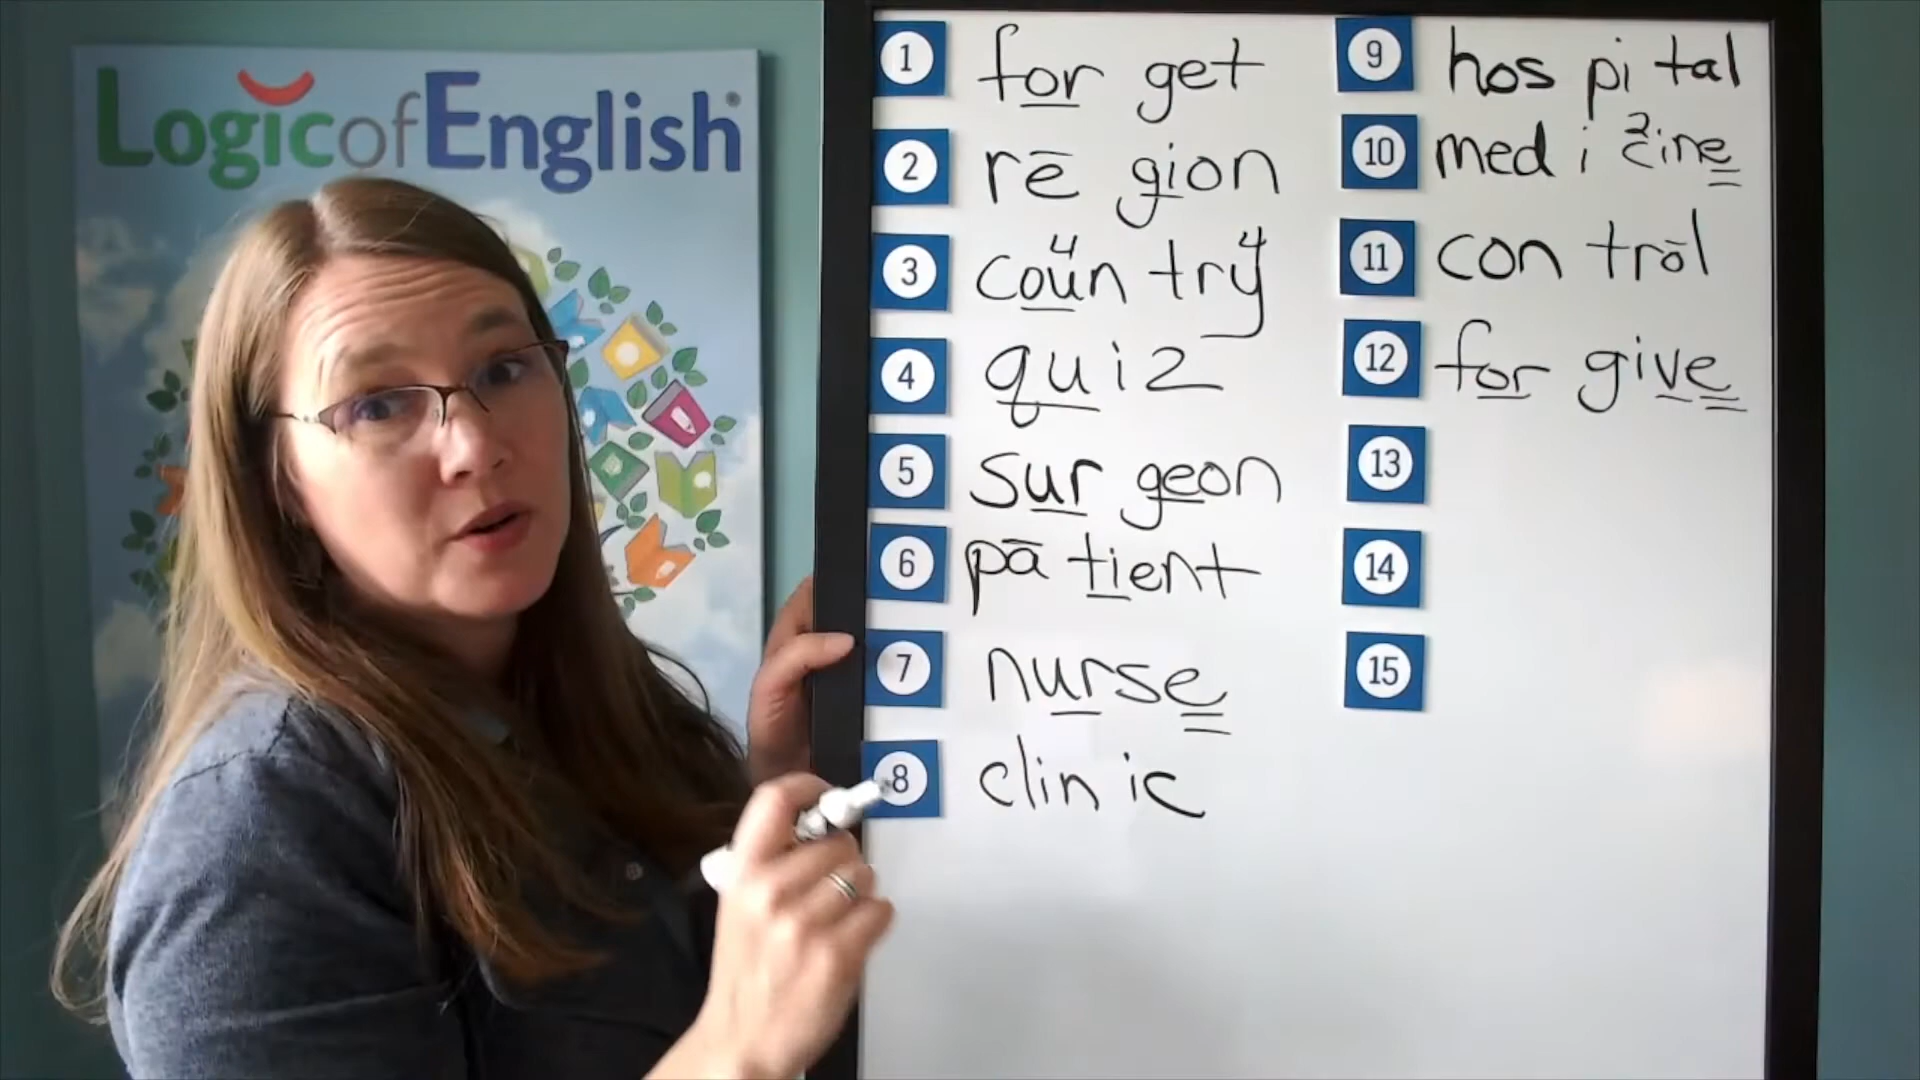 Logic of English®
1 for get
2 rē gion
3 coun try
4 quiz
5 sur geon
6 pā tient
7 nurse
8 clin ic
9 hos pi tal
10 med i cine
11 con trōl
12 for give
13
14
15